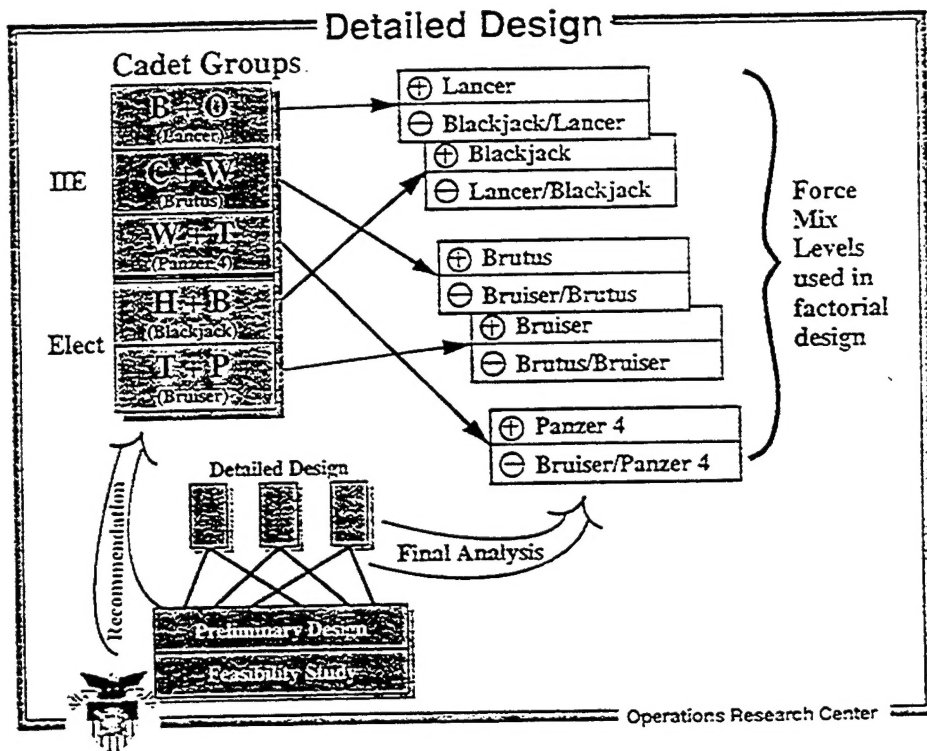 Detailed Design
Cadet Groups
B + O
(Lancer)
C + W
(Brutus)
W + T
(Panzer 4)
H + B
(Blackjack)
T + P
(Bruiser)
IIE
Elect
⊕ Lancer
⊖ Blackjack/Lancer
⊕ Blackjack
⊖ Lancer/Blackjack
⊕ Brutus
⊖ Bruiser/Brutus
⊕ Bruiser
⊖ Brutus/Bruiser
⊕ Panzer 4
⊖ Bruiser/Panzer 4
Force
Mix
Levels
used in
factorial
design
Detailed Design
Final Analysis
Recommendation
Preliminary Design
Feasibility Study
Operations Research Center